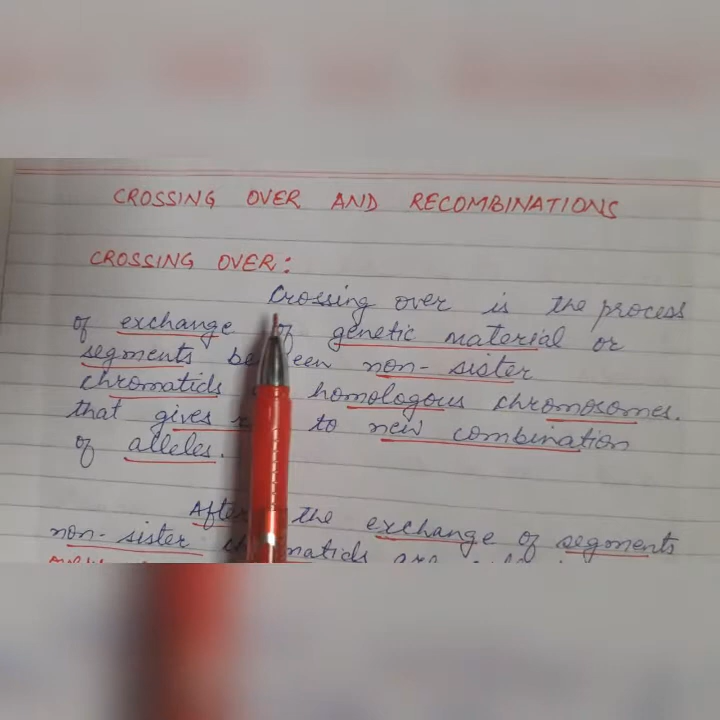 CROSSING OVER AND RECOMBINATIONS
CROSSING OVER:
Crossing over is the process
of exchange of genetic material or
segments between non-sister
chromatids homologous chromosomes.
that gives to new combination
of alleles.
After the exchange of segments
non-sister chromatids are